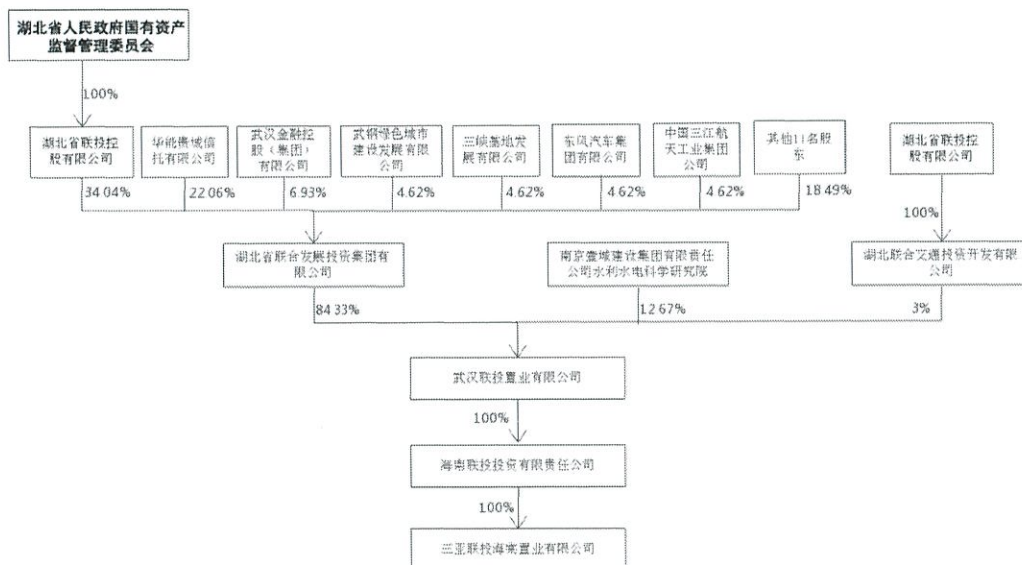 湖北省人民政府国有资产
监督管理委员会
100%
湖北省联投控
股有限公司
华能贵诚信
托有限公司
武汉金融控
股（集团）
有限公司
武钢绿色城市
建设发展有限公
司
三峡基地发
展有限公司
东风汽车集
团有限公司
中国三江航
天工业集团
公司
其他11名股
东
湖北省联投控
股有限公司
34.04%
22.06%
6.93%
4.62%
4.62%
4.62%
4.62%
18.49%
100%
湖北省联合发展投资集团有
限公司
南京壹城建设集团有限责任
公司水利水电科学研究院
湖北联合交通投资开发有限公
司
84.33%
12.67%
3%
武汉联投置业有限公司
100%
海南联投投资有限责任公司
100%
三亚联投海棠置业有限公司